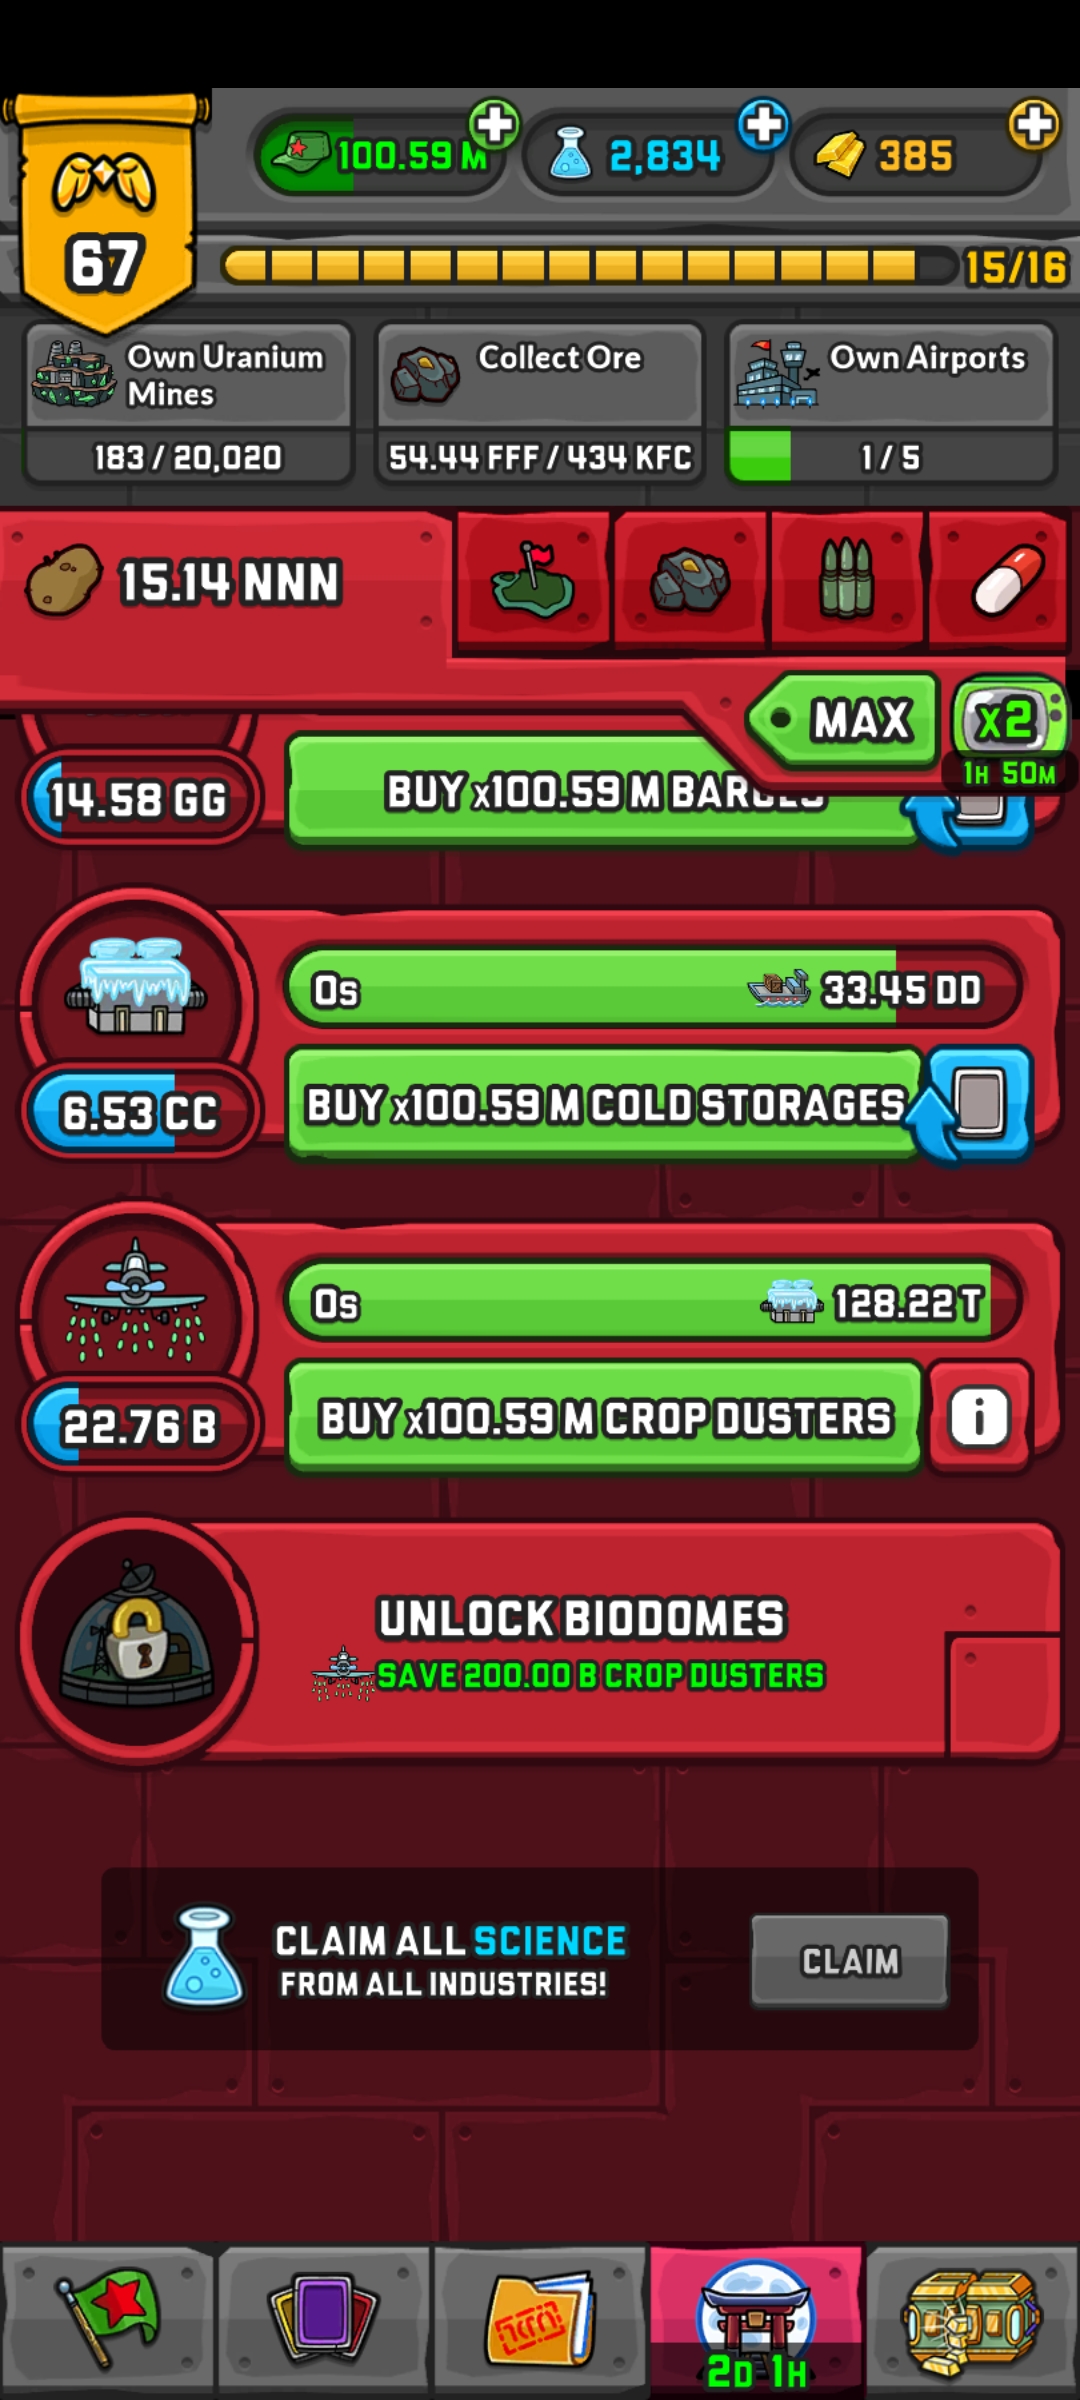 67
100.59 M
2,834
385
15/16
Own Uranium
Mines
183 / 20,020
Collect Ore
54.44 FFF / 434 KFC
Own Airports
1 / 5
15.14 NNN
MAX
x2
1H 50M
14.58 GG
BUY x100.59 M BARGES
0s
33.45 DD
6.53 CC
BUY x100.59 M COLD STORAGES
0s
128.22 T
22.76 B
BUY x100.59 M CROP DUSTERS
i
UNLOCK BIODOMES
SAVE 200.00 B CROP DUSTERS
CLAIM ALL SCIENCE
FROM ALL INDUSTRIES!
CLAIM
2D 1H